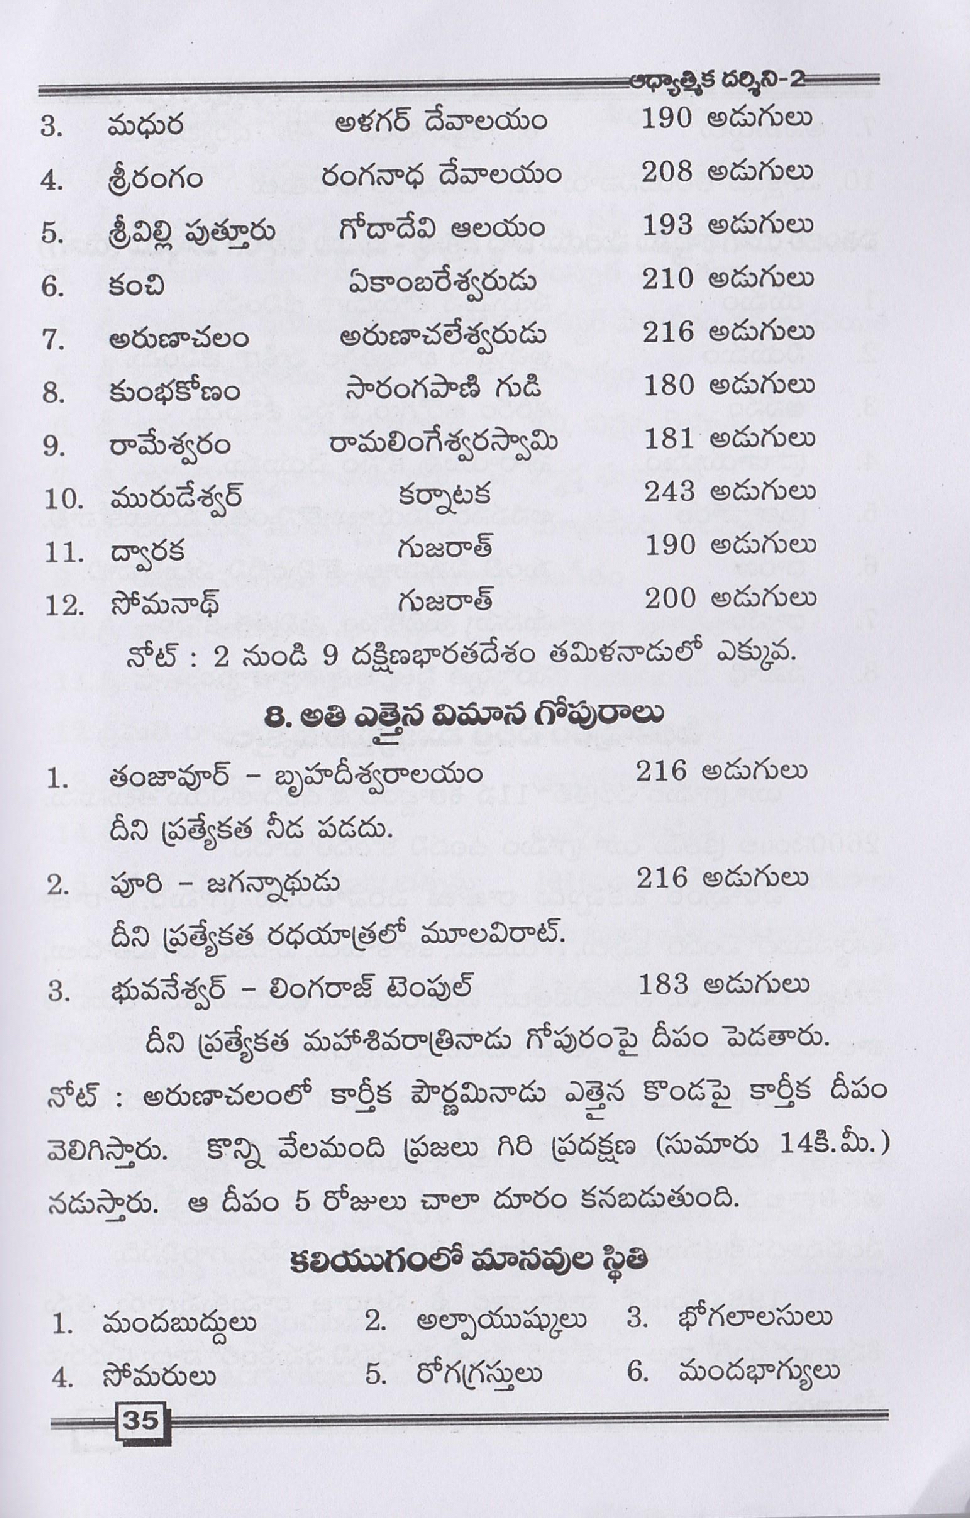 ఆధ్యాత్మిక దర్శిని-2
3. మధుర అళగర్ దేవాలయం 190 అడుగులు
4. శ్రీరంగం రంగనాధ దేవాలయం 208 అడుగులు
5. శ్రీవిల్లి పుత్తూరు గోదాదేవి ఆలయం 193 అడుగులు
6. కంచి ఏకాంబరేశ్వరుడు 210 అడుగులు
7. అరుణాచలం అరుణాచలేశ్వరుడు 216 అడుగులు
8. కుంభకోణం సారంగపాణి గుడి 180 అడుగులు
9. రామేశ్వరం రామలింగేశ్వరస్వామి 181 అడుగులు
10. మురుడేశ్వర్ కర్నాటక 243 అడుగులు
11. ద్వారక గుజరాత్ 190 అడుగులు
12. సోమనాథ్ గుజరాత్ 200 అడుగులు
నోట్ : 2 నుండి 9 దక్షిణభారతదేశం తమిళనాడులో ఎక్కువ.
8. అతి ఎత్తైన విమాన గోపురాలు
1. తంజావూర్ - బృహదీశ్వరాలయం 216 అడుగులు
దీని ప్రత్యేకత నీడ పడదు.
2. పూరి - జగన్నాథుడు 216 అడుగులు
దీని ప్రత్యేకత రధయాత్రలో మూలవిరాట్.
3. భువనేశ్వర్ - లింగరాజ్ టెంపుల్ 183 అడుగులు
దీని ప్రత్యేకత మహాశివరాత్రినాడు గోపురంపై దీపం పెడతారు.
నోట్ : అరుణాచలంలో కార్తీక పౌర్ణమినాడు ఎత్తైన కొండపై కార్తీక దీపం
వెలిగిస్తారు. కొన్ని వేలమంది ప్రజలు గిరి ప్రదక్షణ (సుమారు 14కి.మీ.)
నడుస్తారు. ఆ దీపం 5 రోజులు చాలా దూరం కనబడుతుంది.
కలియుగంలో మానవుల స్థితి
1. మందబుద్దులు 2. అల్పాయుష్కులు 3. భోగలాలసులు
4. సోమరులు 5. రోగగ్రస్తులు 6. మందభాగ్యులు
35